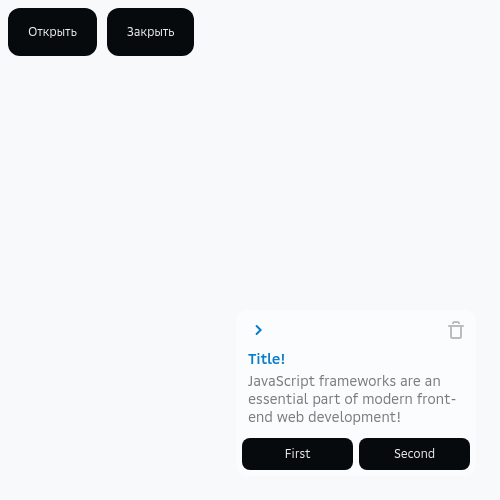 Открыть Закрыть
Title!
JavaScript frameworks are an
essential part of modern front-
end web development!
First Second